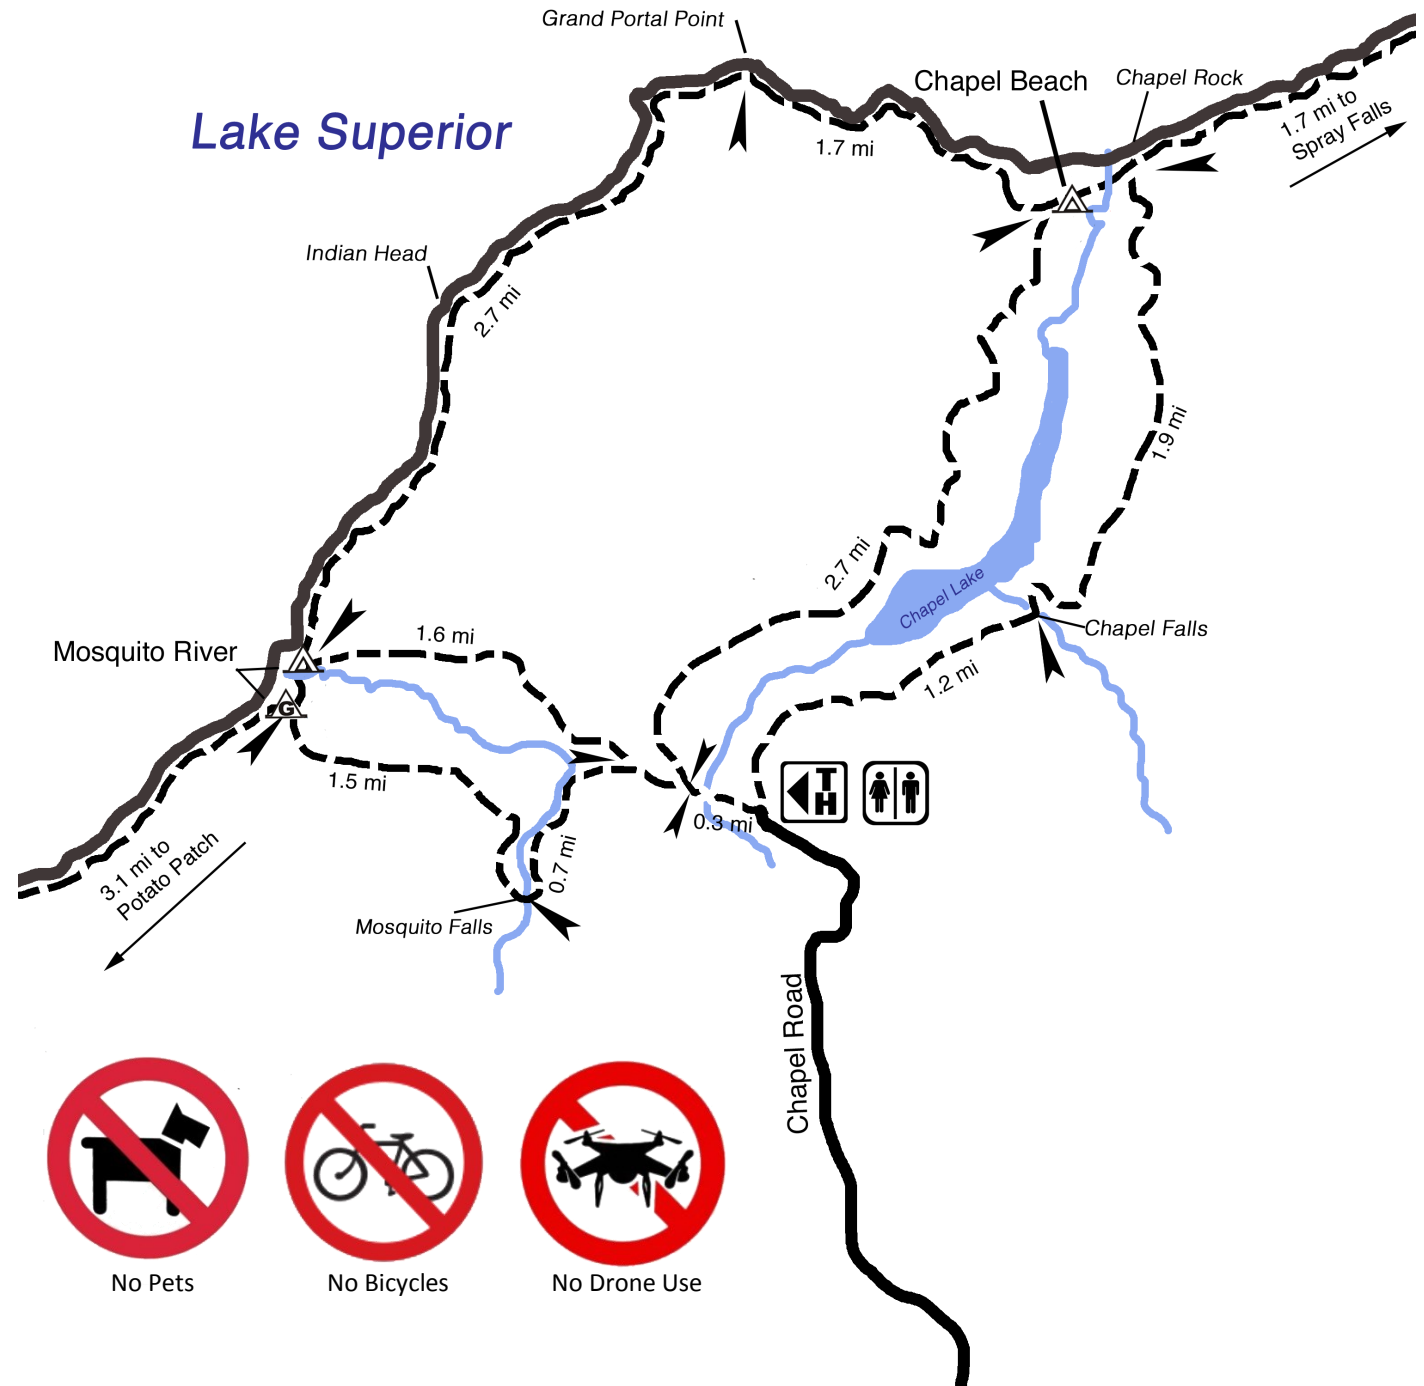 Grand Portal Point
Lake Superior
Chapel Beach
Chapel Rock
1.7 mi to
Spray Falls
1.7 mi
Indian Head
2.7 mi
1.9 mi
2.7 mi
Chapel Lake
Chapel Falls
1.2 mi
Mosquito River
1.6 mi
G
1.5 mi
TH
0.3 mi
0.7 mi
3.1 mi to
Potato Patch
Mosquito Falls
Chapel Road
No Pets
No Bicycles
No Drone Use